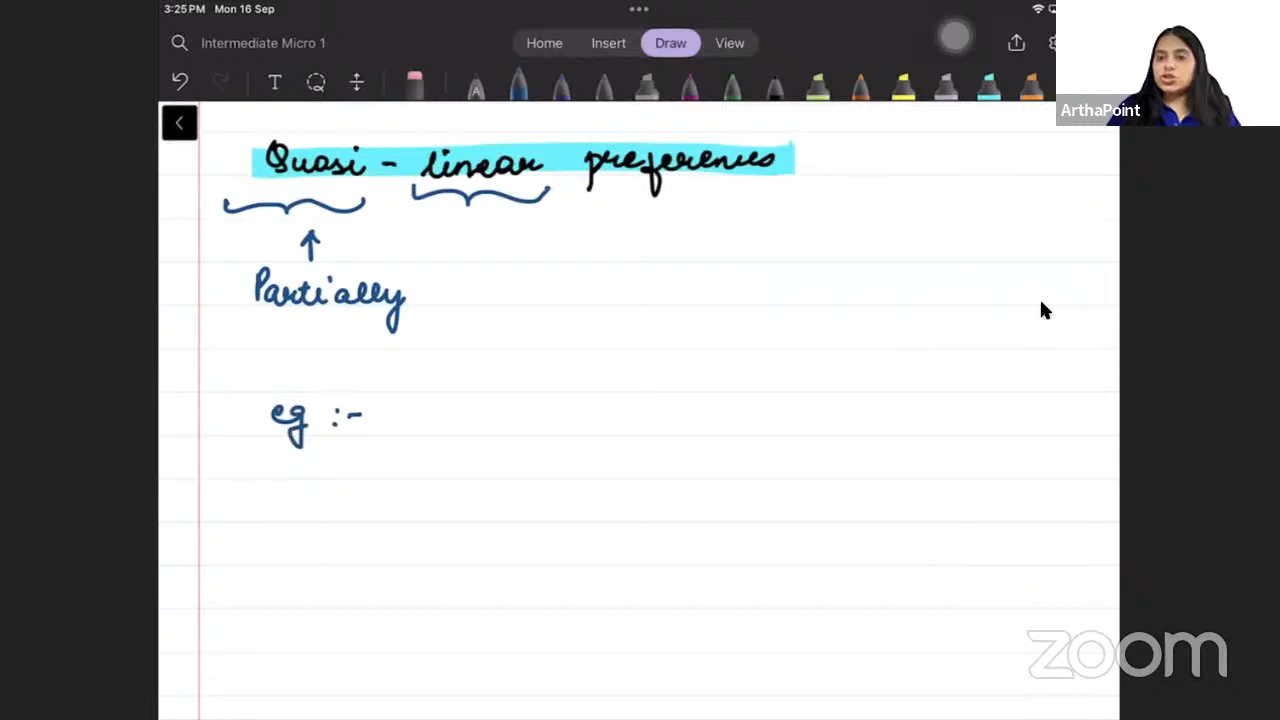 3:25 PM Mon 16 Sep
Intermediate Micro 1
Home Insert Draw View
T
A
ArthaPoint
Quasi - linear preferences
Partially
eg :-
zoom